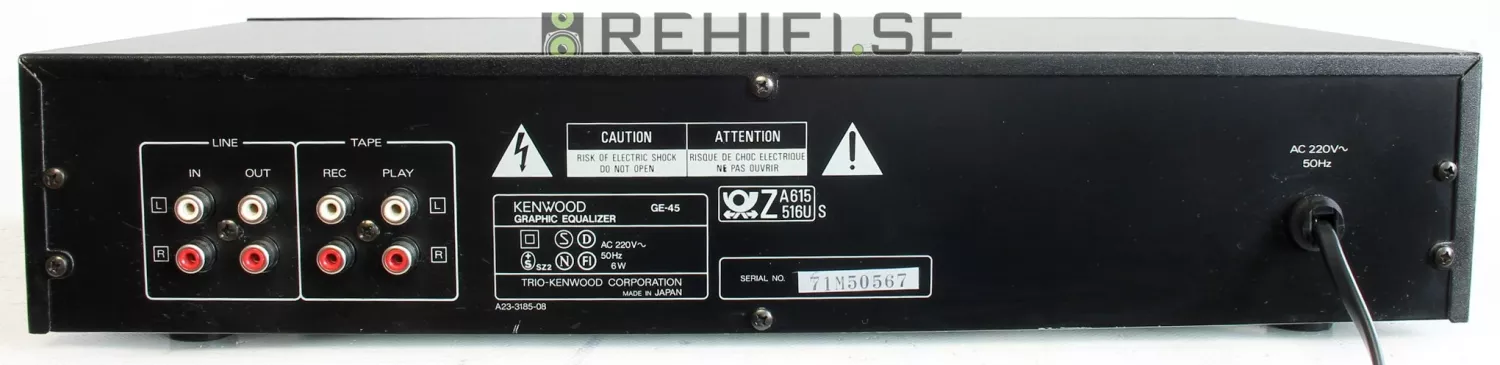 REHIFI.SE
LINE
TAPE
IN
OUT
REC
PLAY
L
L
R
R
CAUTION
RISK OF ELECTRIC SHOCK
DO NOT OPEN
ATTENTION
RISQUE DE CHOC ELECTRIQUE
NE PAS OUVRIR
KENWOOD
GE-45
GRAPHIC EQUALIZER
S
D
AC 220V~
50Hz
6W
S SZ2
N
FI
TRIO-KENWOOD CORPORATION
MADE IN JAPAN
A23-3185-08
Z A615
516U S
SERIAL NO.
71M50567
AC 220V~
50Hz